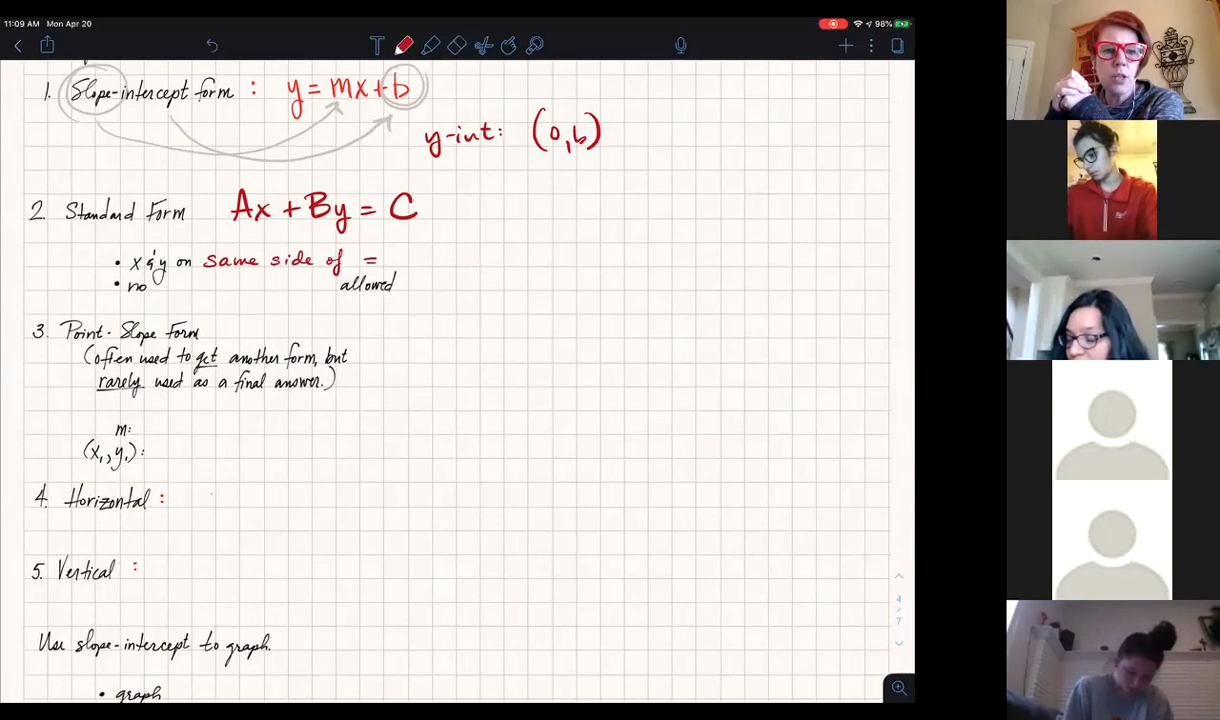 11:09 AM Mon Apr 20
98%
1. Slope-intercept form : y = mx + b
y-int: (0, b)
2. Standard Form Ax + By = C
• x & y on same side of =
• no allowed
3. Point-Slope Form
(often used to get another form, but
rarely used as a final answer.)
m:
(x₁, y₁):
4. Horizontal :
5. Vertical :
4
/
7
Use slope-intercept to graph.
• graph